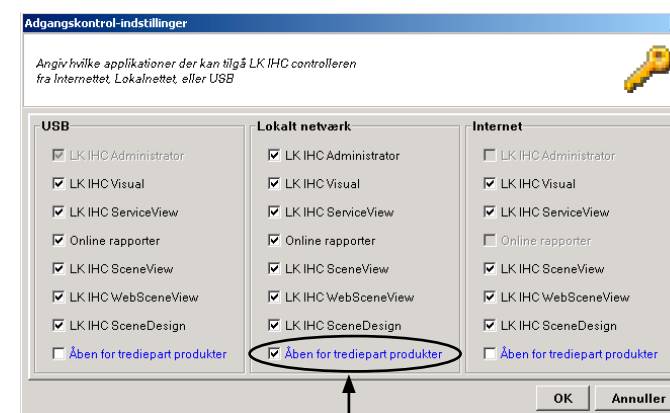 Adgangskontrol-indstillinger
Angiv hvilke applikationer der kan tilgå LK IHC controlleren
fra Internettet, Lokalnettet, eller USB
USB
LK IHC Administrator
LK IHC Visual
LK IHC ServiceView
Online rapporter
LK IHC SceneView
LK IHC WebSceneView
LK IHC SceneDesign
Åben for trediepart produkter
Lokalt netværk
LK IHC Administrator
LK IHC Visual
LK IHC ServiceView
Online rapporter
LK IHC SceneView
LK IHC WebSceneView
LK IHC SceneDesign
Åben for trediepart produkter
Internet
LK IHC Administrator
LK IHC Visual
LK IHC ServiceView
Online rapporter
LK IHC SceneView
LK IHC WebSceneView
LK IHC SceneDesign
Åben for trediepart produkter
OK
Annuller